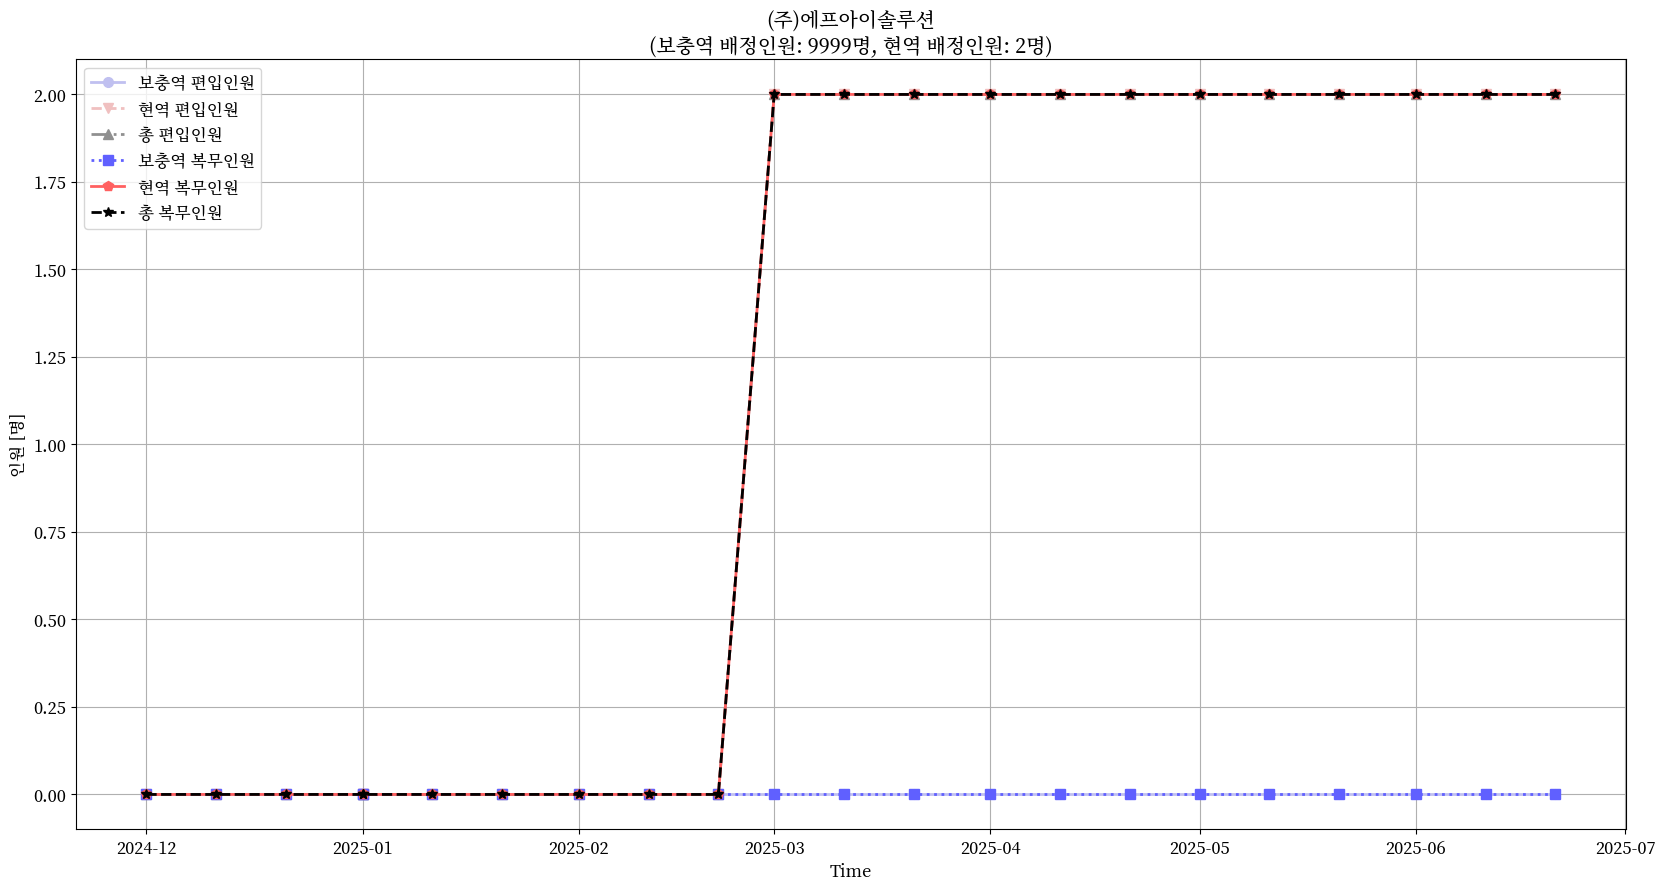 (주)에프아이솔루션
(보충역 배정인원: 9999명, 현역 배정인원: 2명)
보충역 편입인원
현역 편입인원
총 편입인원
보충역 복무인원
현역 복무인원
총 복무인원
2.00
1.75
1.50
1.25
1.00
0.75
0.50
0.25
0.00
인원 [명]
2024-12 2025-01 2025-02 2025-03 2025-04 2025-05 2025-06 2025-07
Time